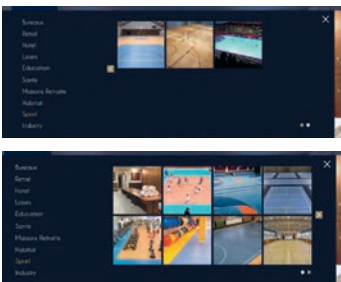 Bureaux
Retail
Hotel
Loisirs
Education
Sante
Maisons Retraite
Habitat
Sport
Industry
Bureaux
Retail
Hotel
Loisirs
Education
Sante
Maisons Retraite
Habitat
Sport
Industry